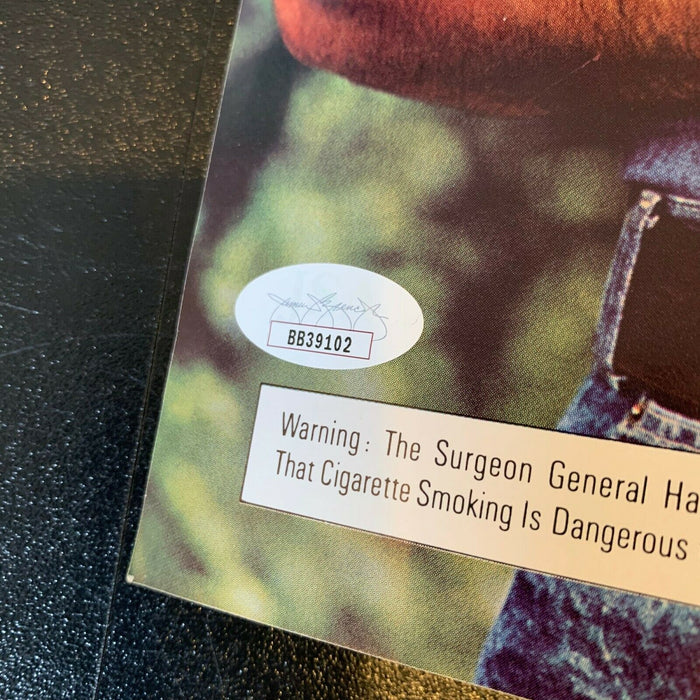 BB39102
Warning: The Surgeon General Ha
That Cigarette Smoking Is Dangerous